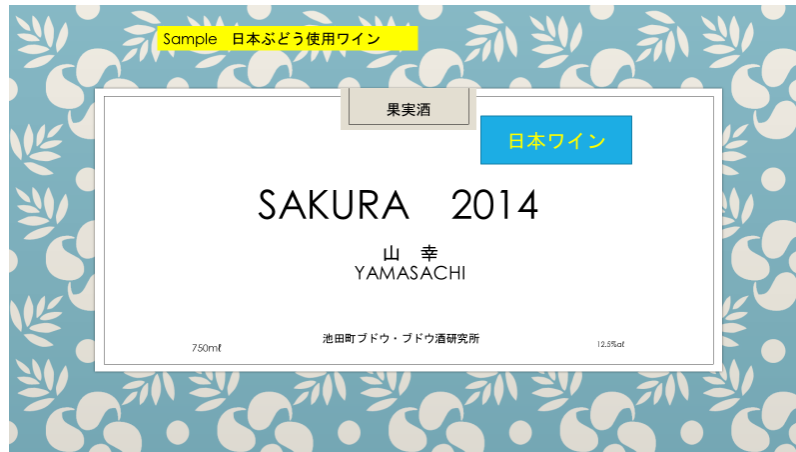 Sample　日本ぶどう使用ワイン
果実酒
日本ワイン
SAKURA　2014
山　幸
YAMASACHI
池田町ブドウ・ブドウ酒研究所
750mℓ
12.5%aℓ